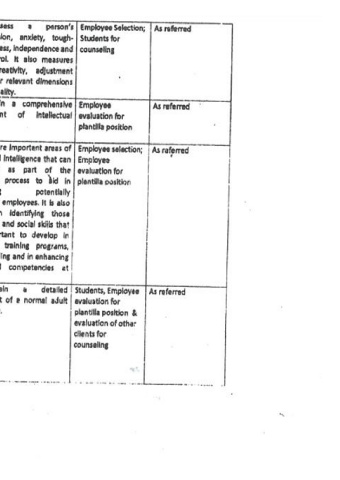 sess a person's
ion, anxiety, tough-
ess, independence and
rol. It also measures
reativity, adjustment
r relevant dimensions
ality.
Employee Selection;
Students for
counseling
As referred
in a comprehensive
nt of intellectual
Employee
evaluation for
plantilla position
As referred
re important areas of
l intelligence that can
as part of the
process to aid in
potentially
employees. It is also
n identifying those
and social skills that
rtant to develop in
training programs,
ing and in enhancing
l competencies at
Employee selection;
Employee
evaluation for
plantilla position
As referred
ain a detailed
t of a normal adult
.
Students, Employee
evaluation for
plantilla position &
evaluation of other
clients for
counseling
As referred